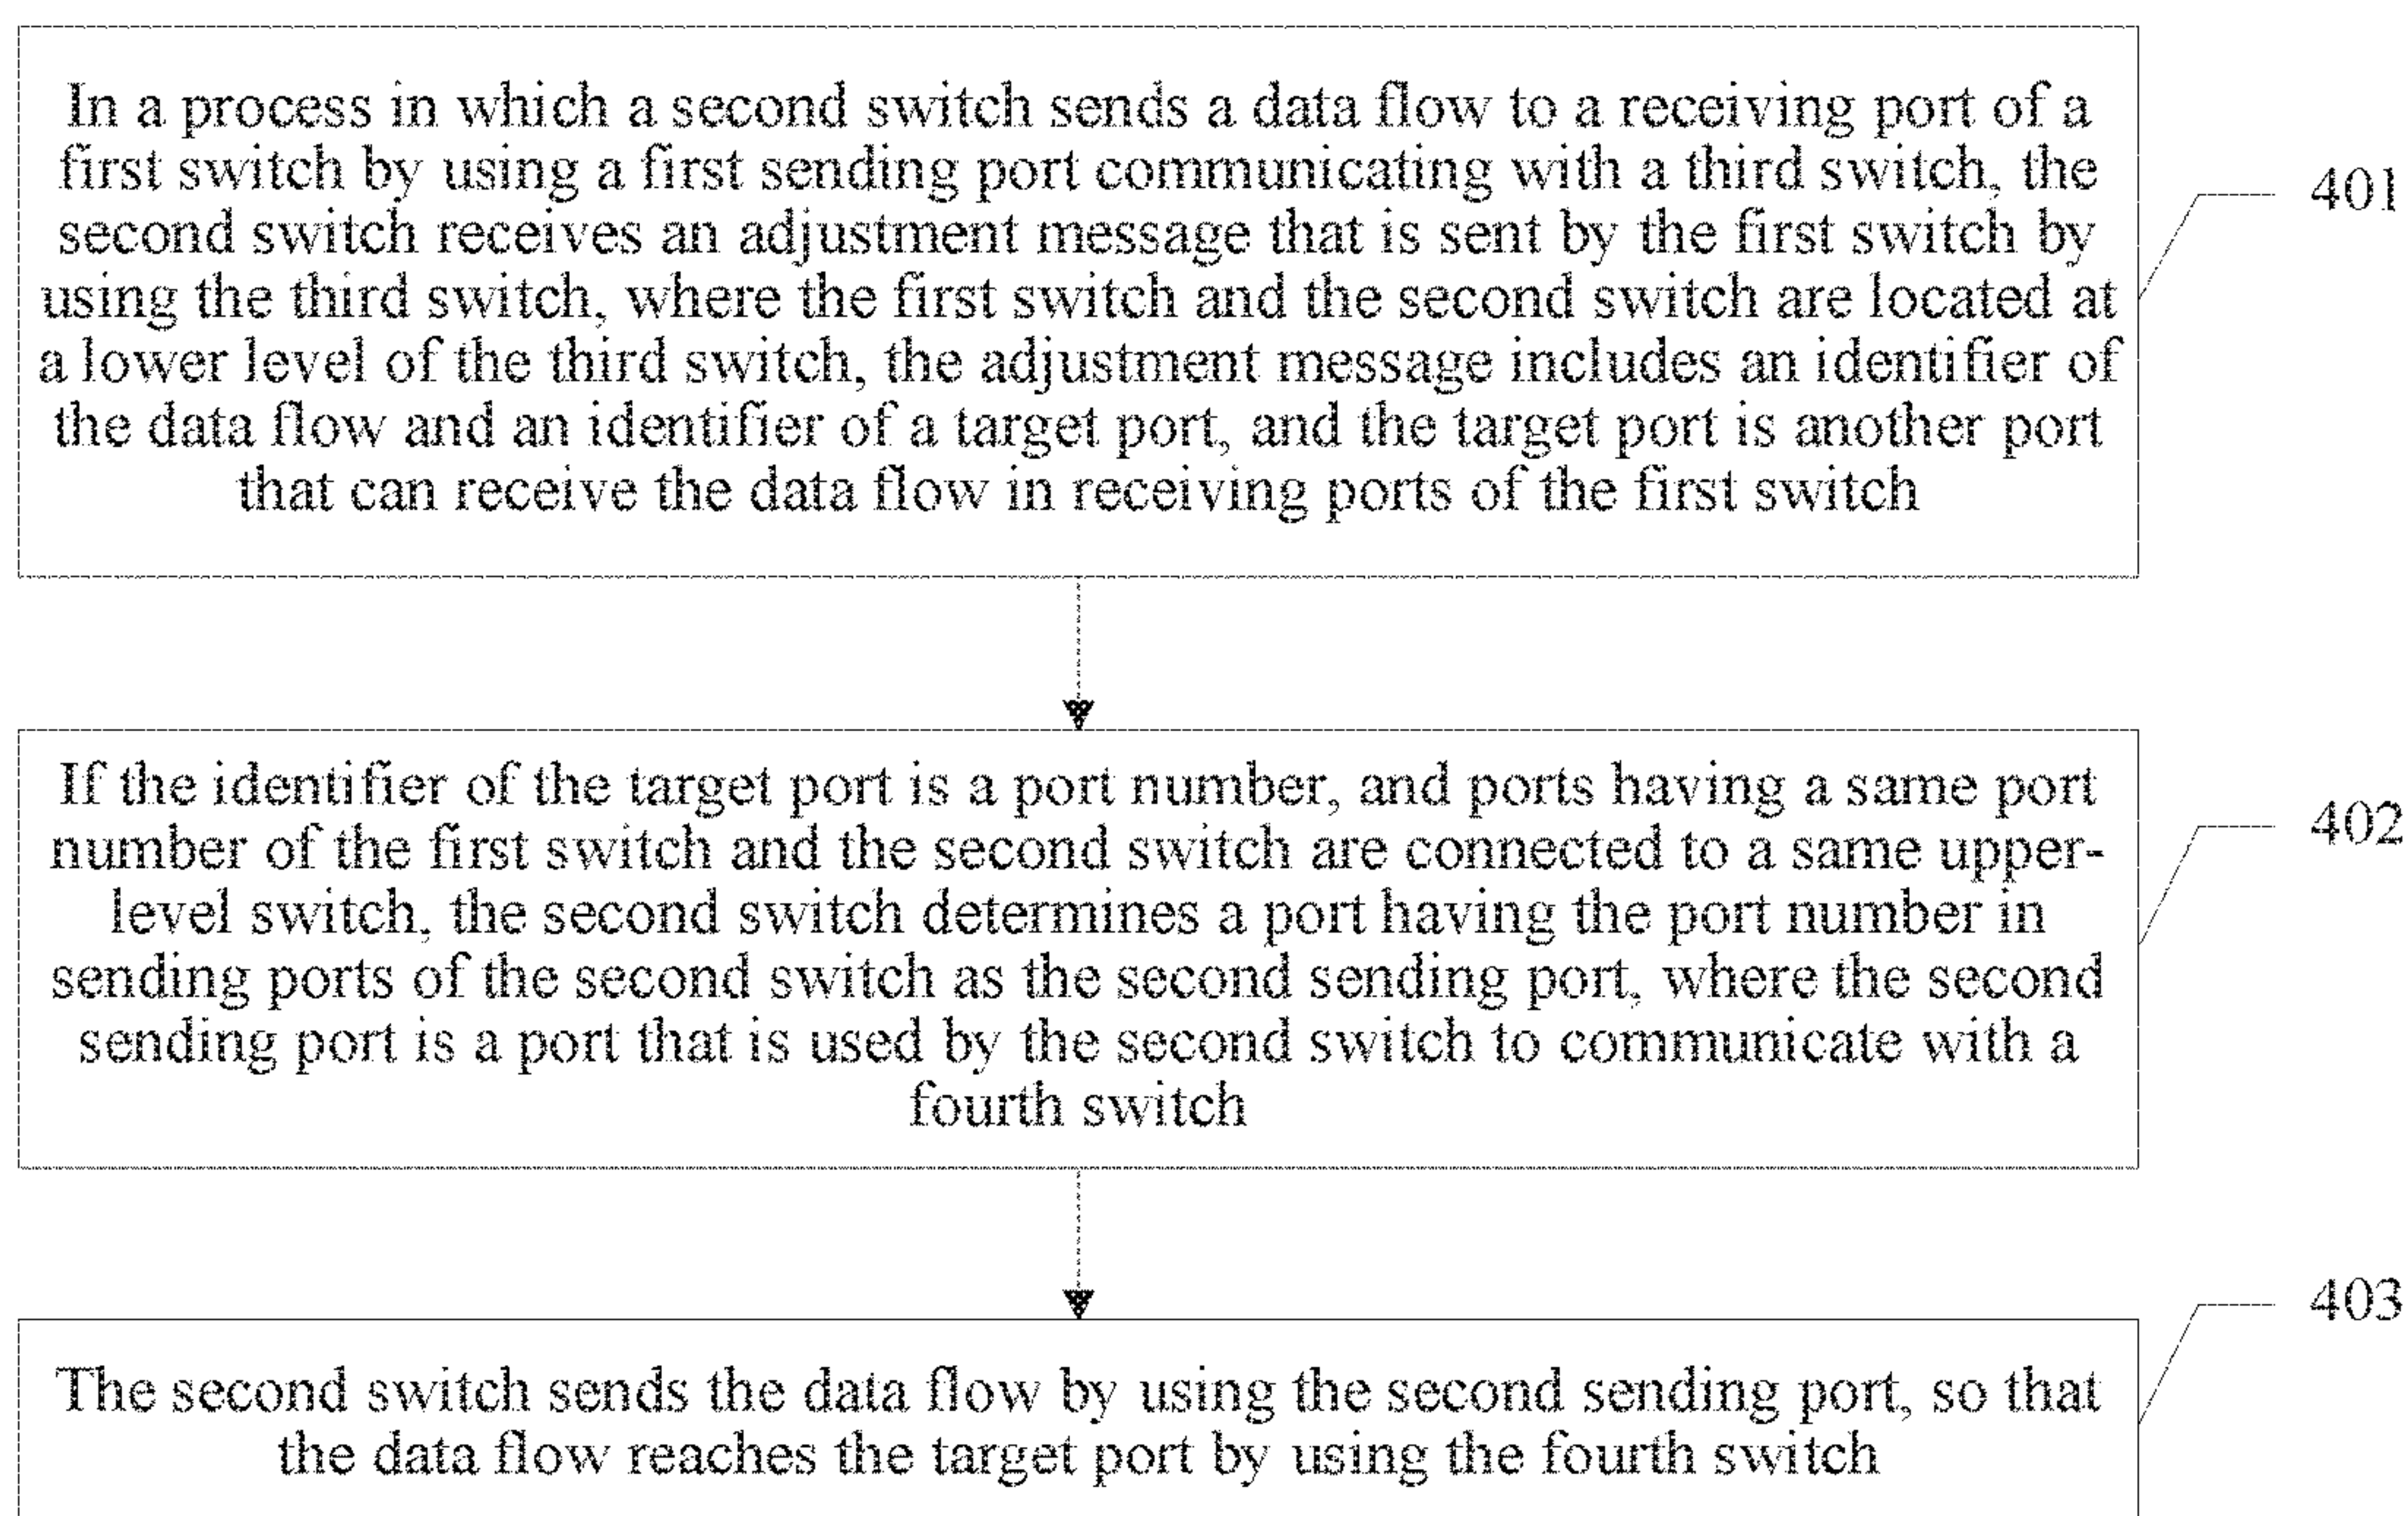 In a process in which a second switch sends a data flow to a receiving port of a
first switch by using a first sending port communicating with a third switch, the
second switch receives an adjustment message that is sent by the first switch by
using the third switch, where the first switch and the second switch are located at
a lower level of the third switch, the adjustment message includes an identifier of
the data flow and an identifier of a target port, and the target port is another port
that can receive the data flow in receiving ports of the first switch
401
If the identifier of the target port is a port number, and ports having a same port
number of the first switch and the second switch are connected to a same upper-
level switch, the second switch determines a port having the port number in
sending ports of the second switch as the second sending port, where the second
sending port is a port that is used by the second switch to communicate with a
fourth switch
402
The second switch sends the data flow by using the second sending port, so that
the data flow reaches the target port by using the fourth switch
403